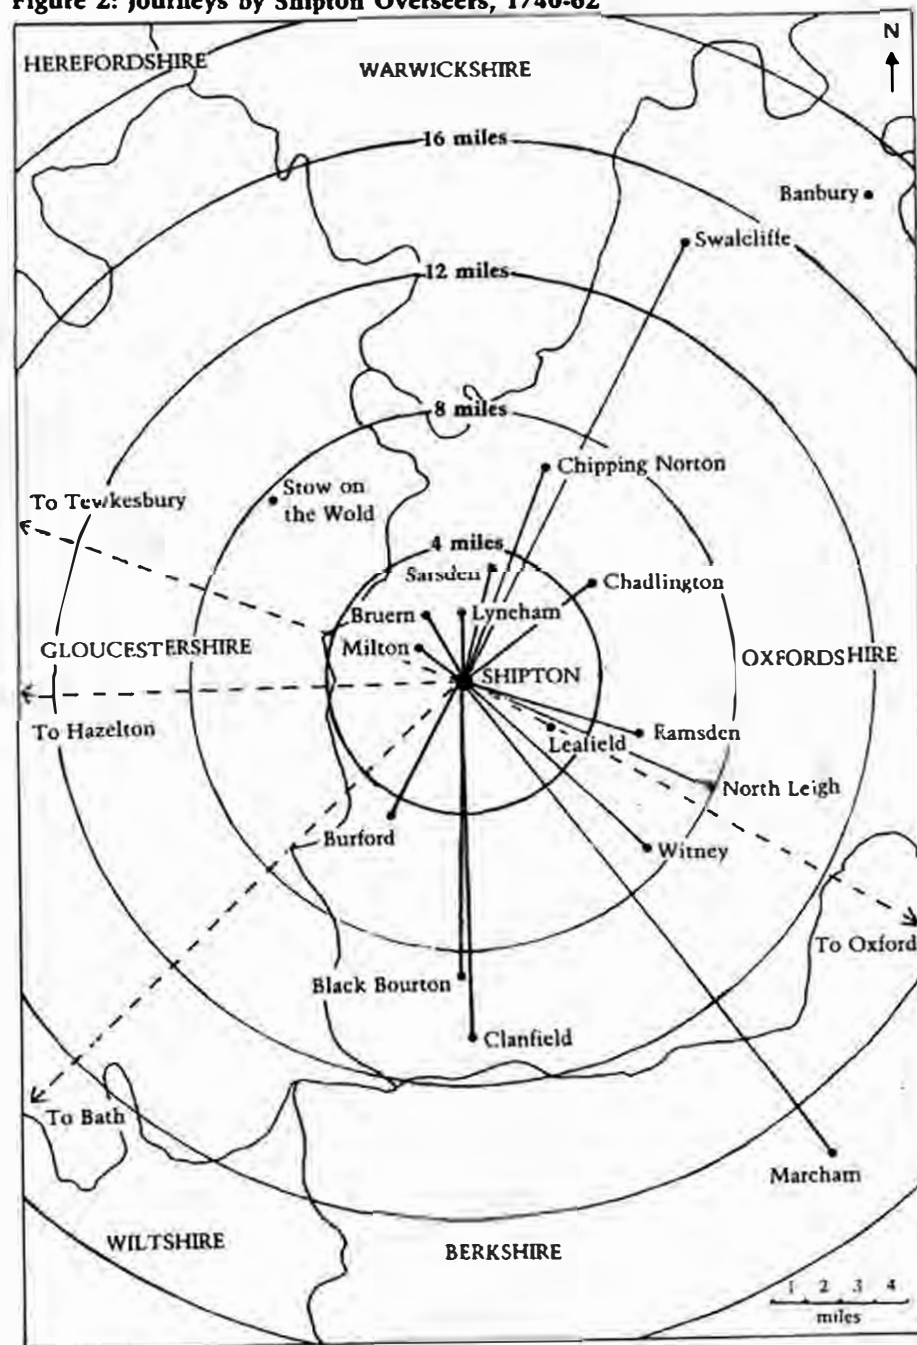 Figure 2: Journeys by Shipton Overseers, 1740-62
N
HEREFORDSHIRE
WARWICKSHIRE
16 miles
Banbury
Swalcliffe
12 miles
8 miles
Chipping Norton
Stow on
the Wold
To Tewkesbury
4 miles
Sarsden
Chadlington
Bruern
Lyneham
GLOUCESTERSHIRE
Milton
OXFORDSHIRE
SHIPTON
To Hazelton
Ramsden
Leafield
North Leigh
Burford
Witney
To Oxford
Black Bourton
Clanfield
To Bath
Marcham
WILTSHIRE
BERKSHIRE
1 2 3 4
miles